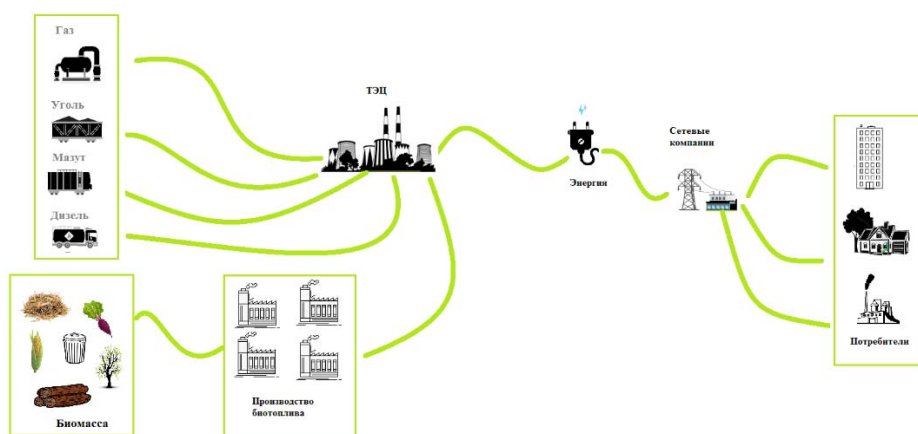 Газ
Уголь
Мазут
Дизель
ТЭЦ
Энергия
Сетевые
компании
Потребители
Биомасса
Производство
биотоплива